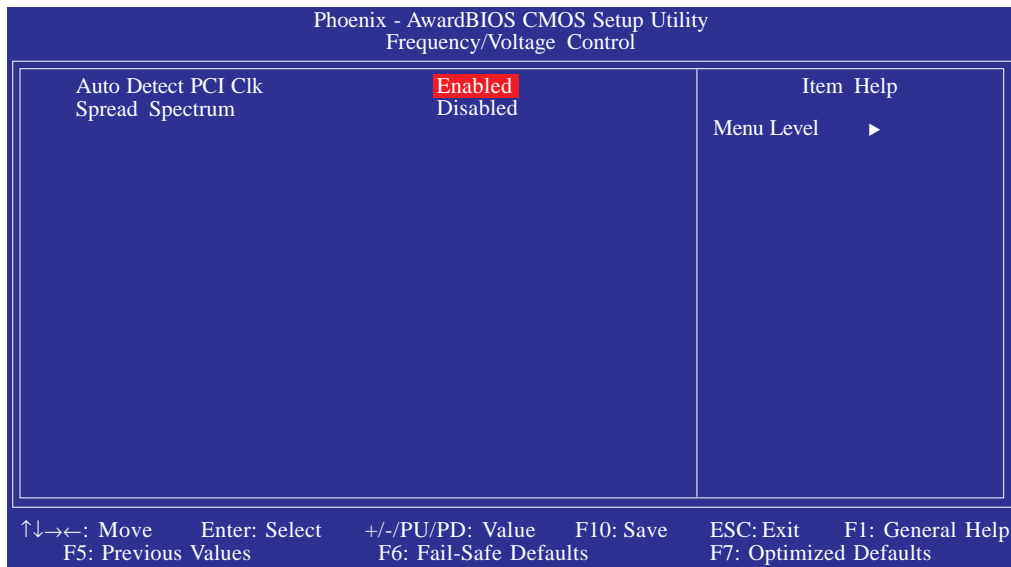 Phoenix - AwardBIOS CMOS Setup Utility
Frequency/Voltage Control
Auto Detect PCI Clk Enabled
Spread Spectrum Disabled
Item Help
Menu Level ▶
↑↓→←: Move Enter: Select +/-/PU/PD: Value F10: Save ESC: Exit F1: General Help
F5: Previous Values F6: Fail-Safe Defaults F7: Optimized Defaults